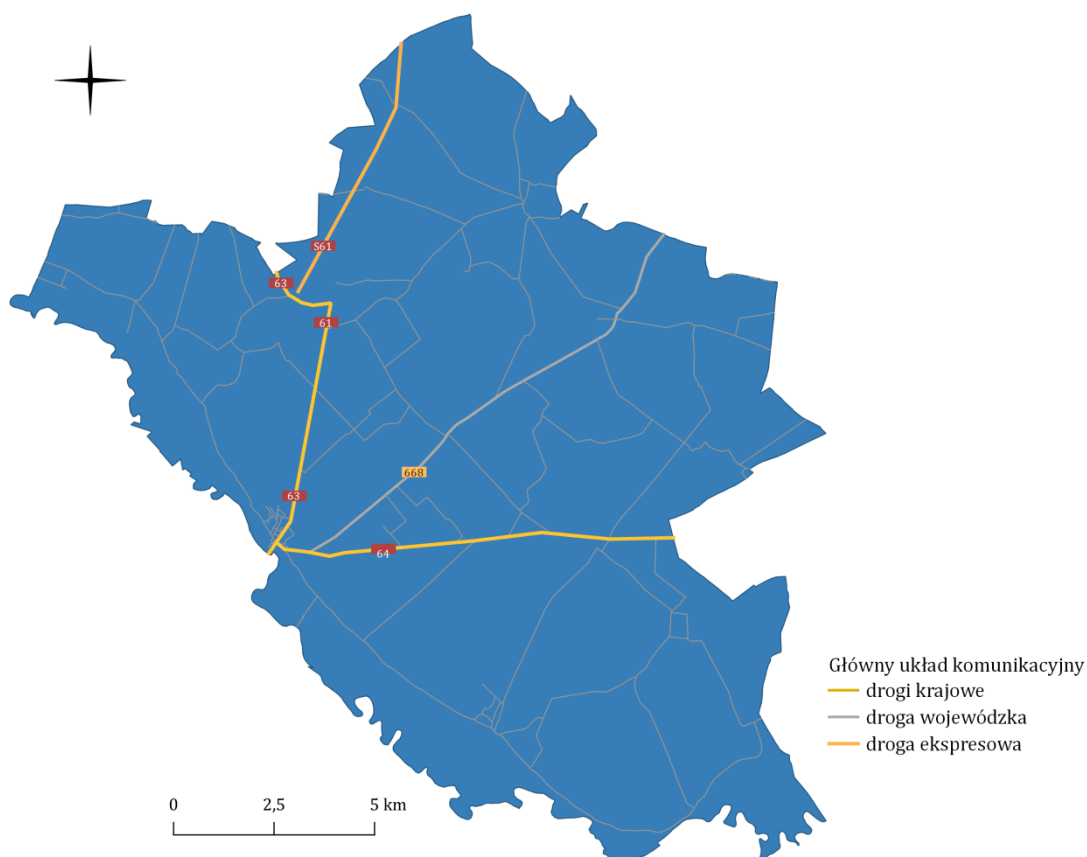 S61
63
61
668
63
64
Główny układ komunikacyjny
drogi krajowe
droga wojewódzka
droga ekspresowa
0 2,5 5 km